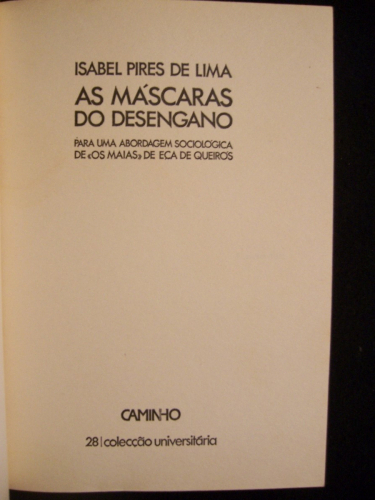 ISABEL PIRES DE LIMA
AS MÁSCARAS
DO DESENGANO
PARA UMA ABORDAGEM SOCIOLÓGICA
DE «OS MAIAS» DE ECA DE QUEIRÓS
CAMINHO
28 | colecção universitária